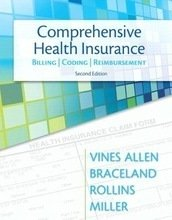 Comprehensive
Health Insurance
BILLING | CODING | REIMBURSEMENT
Second Edition
HEALTH INSURANCE CLAIM FORM
VINES ALLEN
BRACELAND
ROLLINS
MILLER